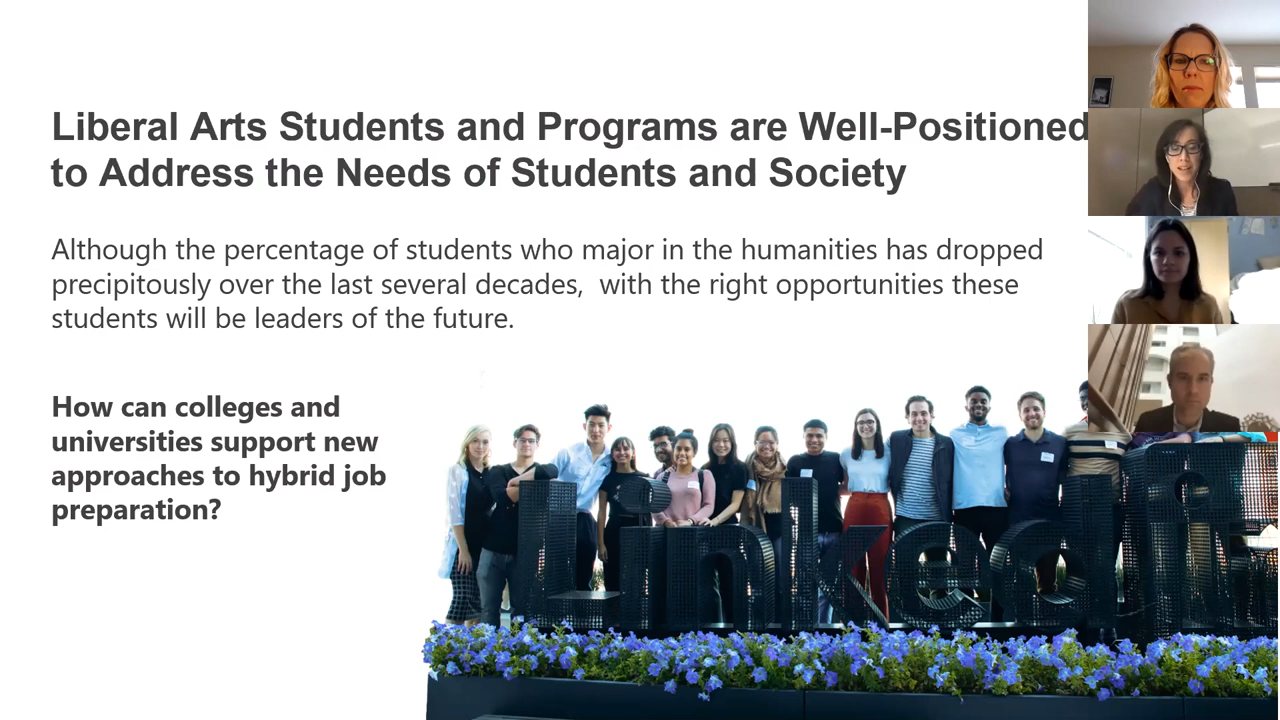 Liberal Arts Students and Programs are Well-Positioned
to Address the Needs of Students and Society
Although the percentage of students who major in the humanities has dropped
precipitously over the last several decades,  with the right opportunities these
students will be leaders of the future.
How can colleges and
universities support new
approaches to hybrid job
preparation?
Linkedin